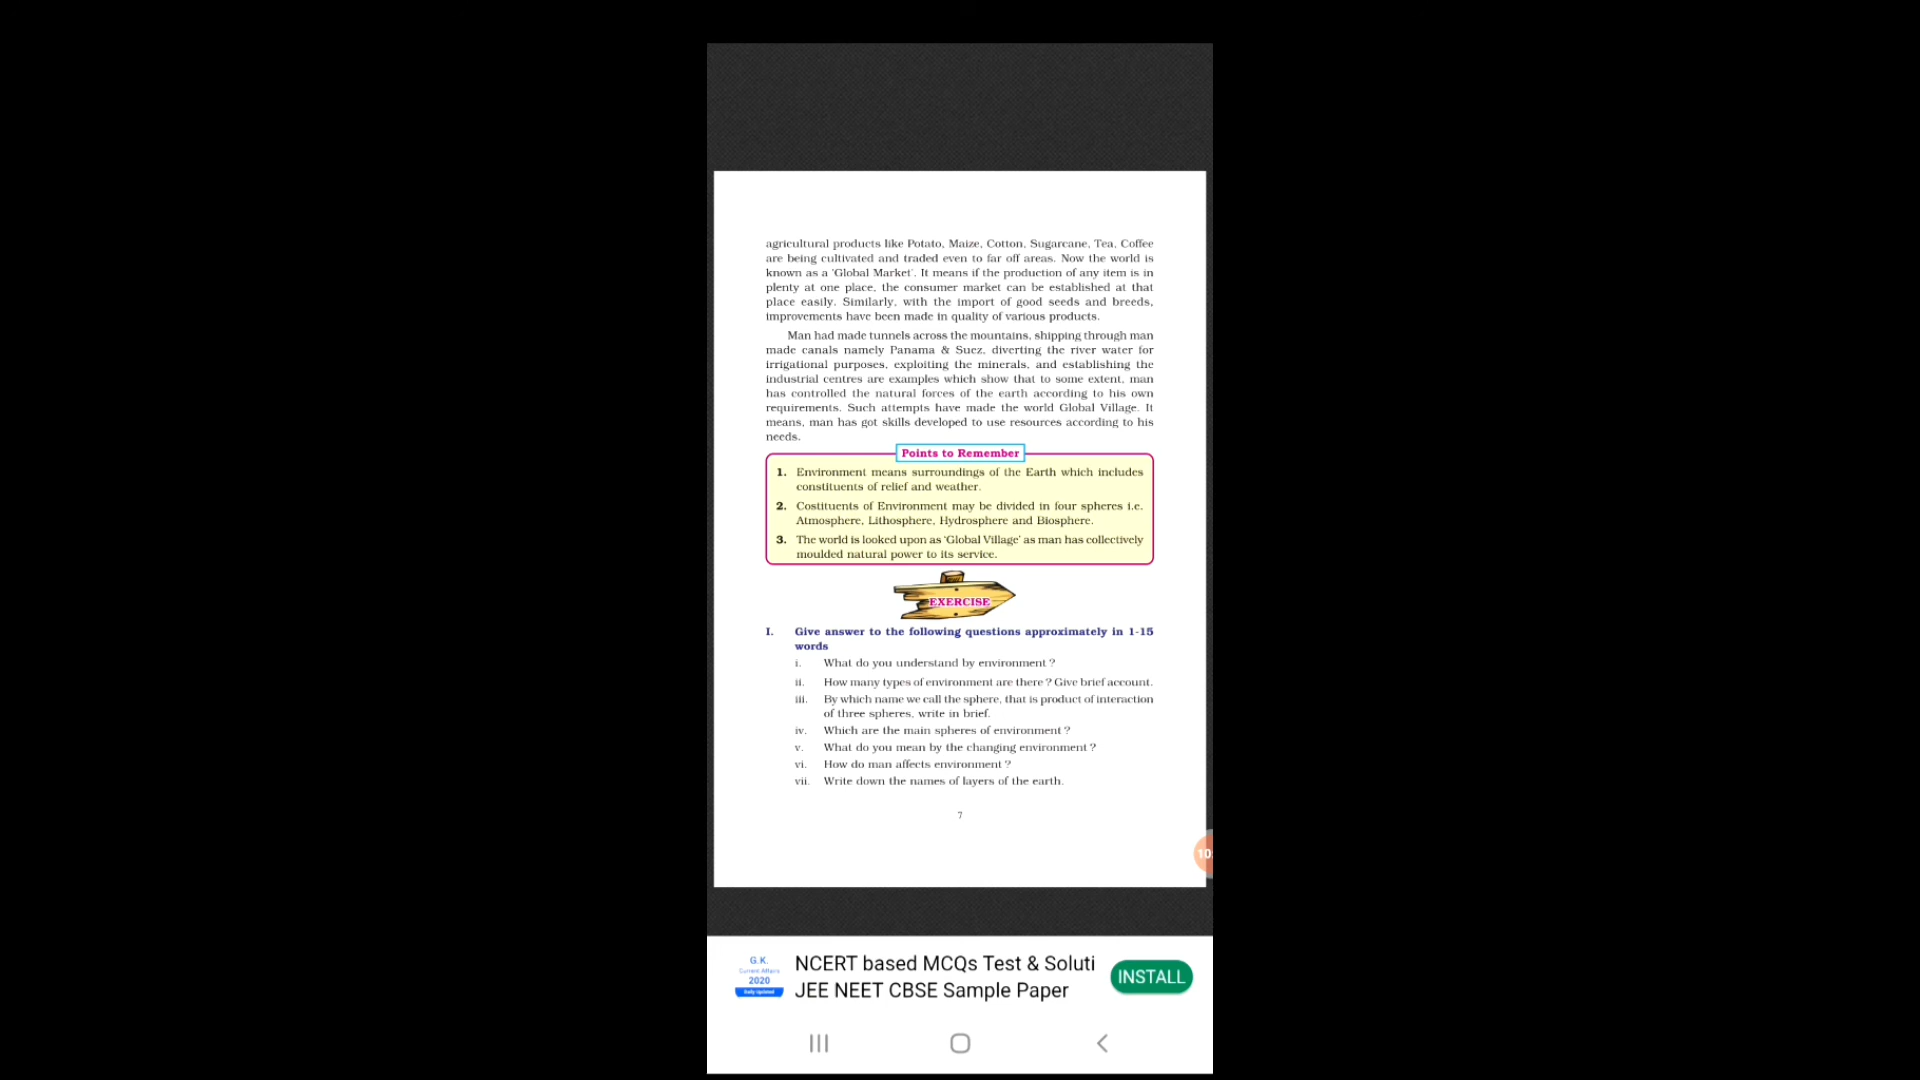 agricultural products like Potato, Maize, Cotton, Sugarcane, Tea, Coffee
are being cultivated and traded even to far off areas. Now the world is
known as a 'Global Market'. It means if the production of any item is in
plenty at one place, the consumer market can be established at that
place easily. Similarly, with the import of good seeds and breeds,
improvements have been made in quality of various products.
Man had made tunnels across the mountains, shipping through man
made canals namely Panama & Suez, diverting the river water for
irrigational purposes, exploiting the minerals, and establishing the
industrial centres are examples which show that to some extent, man
has controlled the natural forces of the earth according to his own
requirements. Such attempts have made the world Global Village. It
means, man has got skills developed to use resources according to his
needs.
Points to Remember
1. Environment means surroundings of the Earth which includes
constituents of relief and weather.
2. Costituents of Environment may be divided in four spheres i.e.
Atmosphere, Lithosphere, Hydrosphere and Biosphere.
3. The world is looked upon as 'Global Village' as man has collectively
moulded natural power to its service.
EXERCISE
I. Give answer to the following questions approximately in 1-15
words
i. What do you understand by environment ?
ii. How many types of environment are there ? Give brief account.
iii. By which name we call the sphere, that is product of interaction
of three spheres, write in brief.
iv. Which are the main spheres of environment ?
v. What do you mean by the changing environment ?
vi. How do man affects environment ?
vii. Write down the names of layers of the earth.
7
10
G.K.
Current Affairs
2020
Daily Updated
NCERT based MCQs Test & Soluti
JEE NEET CBSE Sample Paper
INSTALL